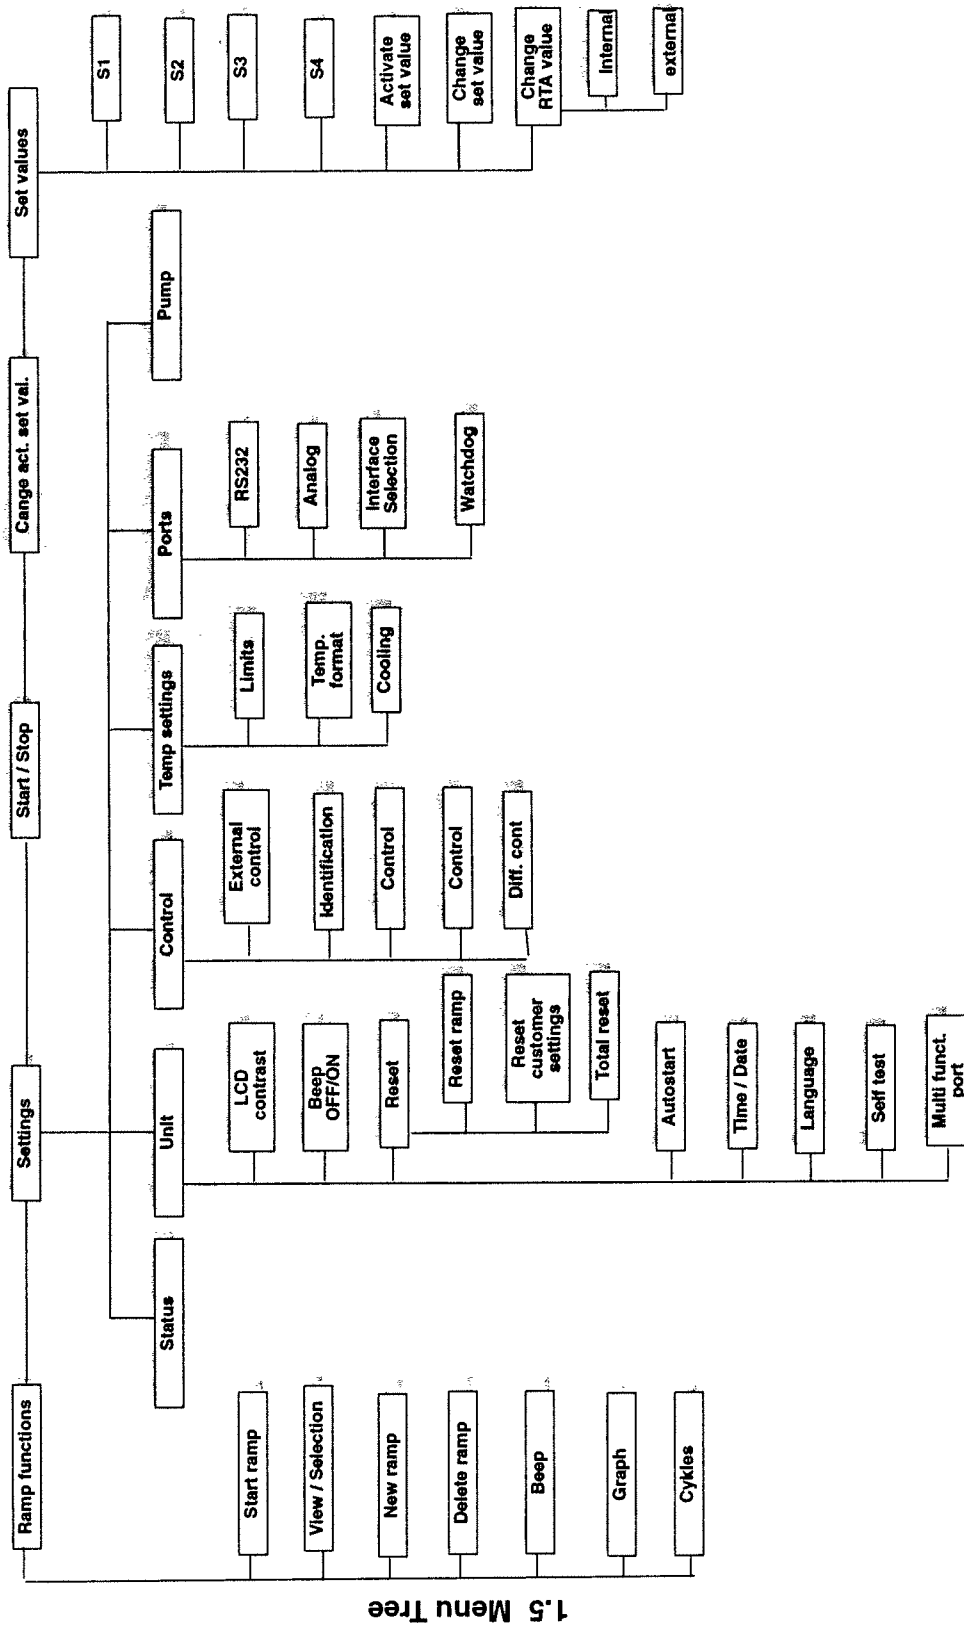 1.5 Menu Tree
Ramp functions
Settings
Start / Stop
Cange act. set val.
Set values
Start ramp
View / Selection
New ramp
Delete ramp
Beep
Graph
Cykles
Status
Unit
Control
Temp settings
Ports
Pump
LCD
contrast
Beep
OFF/ON
Reset
Reset ramp
Reset
customer
settings
Total reset
Autostart
Time / Date
Language
Self test
Multi funct.
port
External
control
Identification
Control
Control
Diff. cont
Limits
Temp.
format
Cooling
RS232
Analog
Interface
Selection
Watchdog
S1
S2
S3
S4
Activate
set value
Change
set value
Change
RTA value
Internal
external